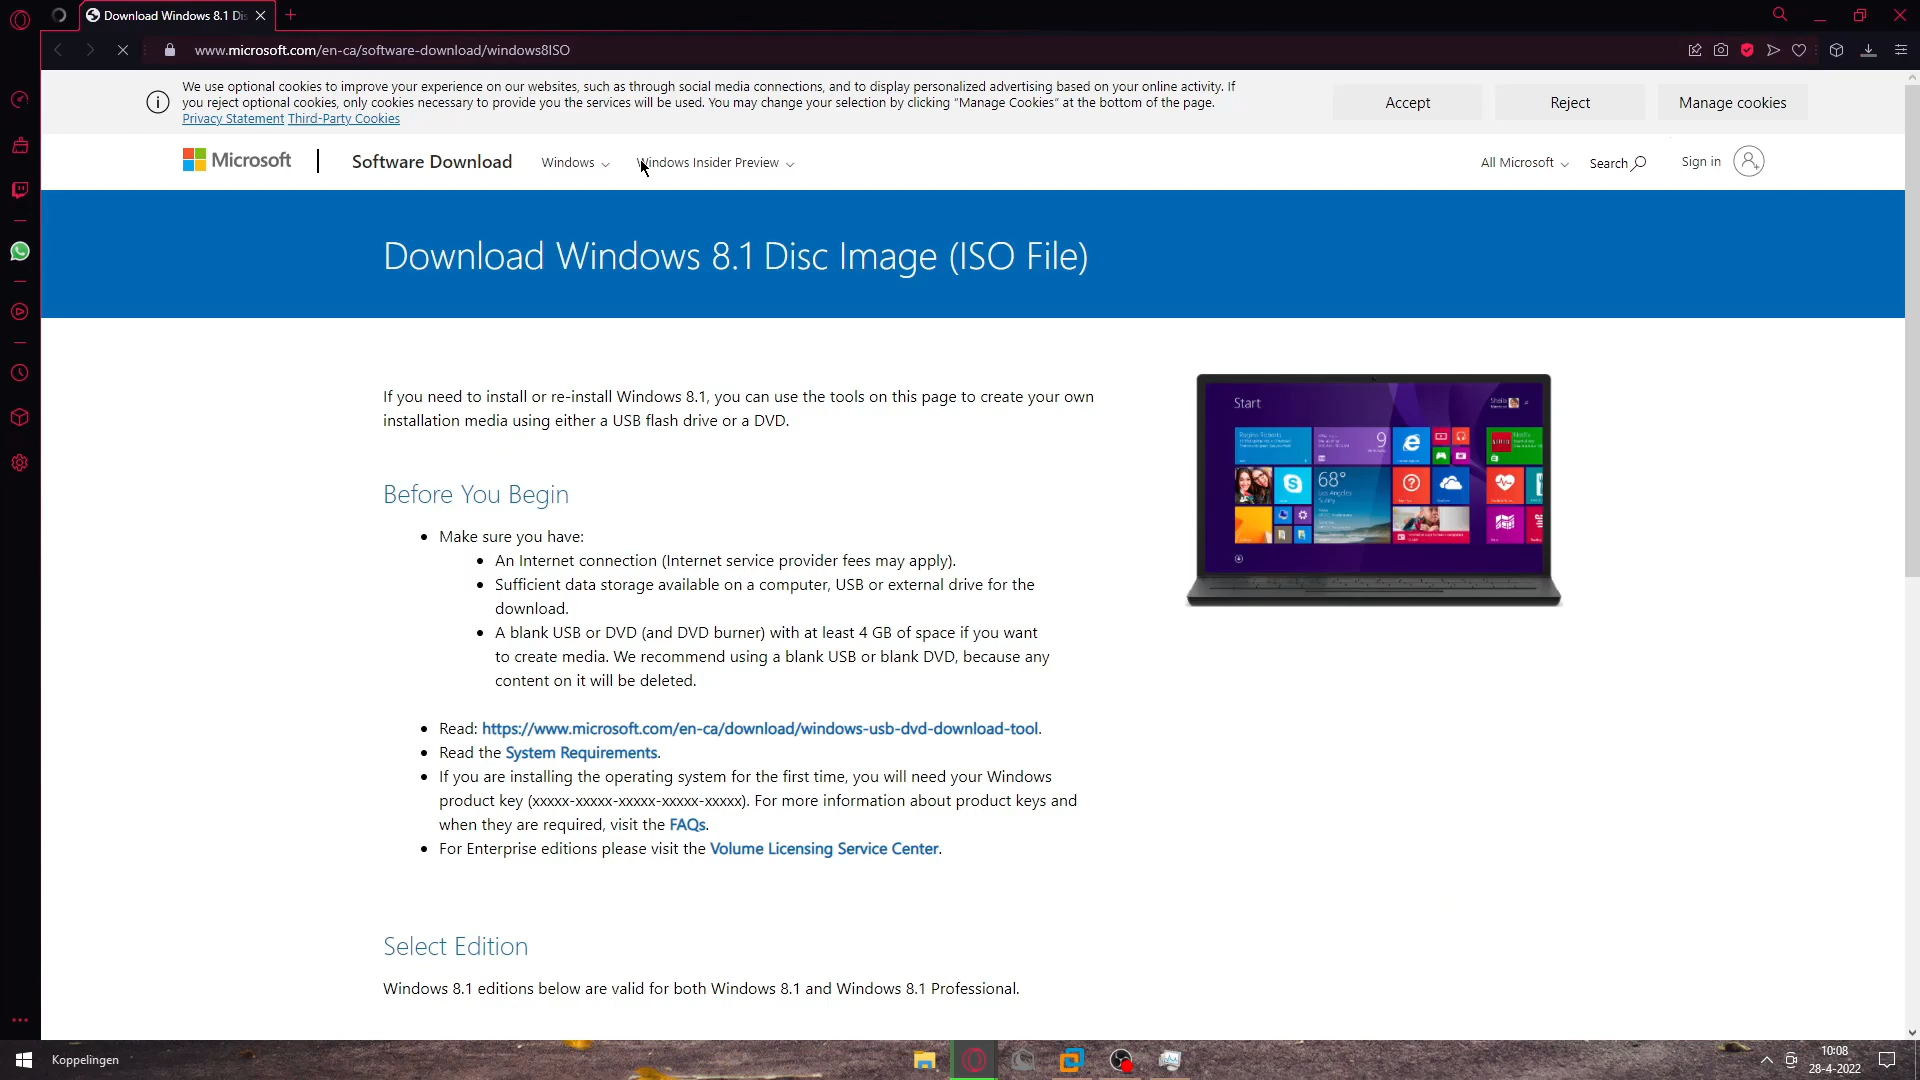 Download Windows 8.1 Dis
www.microsoft.com/en-ca/software-download/windows8ISO
We use optional cookies to improve your experience on our websites, such as through social media connections, and to display personalized advertising based on your online activity. If
you reject optional cookies, only cookies necessary to provide you the services will be used. You may change your selection by clicking “Manage Cookies” at the bottom of the page.
Privacy Statement Third-Party Cookies
Accept
Reject
Manage cookies
Microsoft
Software Download
Windows
Windows Insider Preview
All Microsoft
Search
Sign in
Download Windows 8.1 Disc Image (ISO File)
If you need to install or re-install Windows 8.1, you can use the tools on this page to create your own
installation media using either a USB flash drive or a DVD.
Start
9
68°
Before You Begin
Make sure you have:
An Internet connection (Internet service provider fees may apply).
Sufficient data storage available on a computer, USB or external drive for the
download.
A blank USB or DVD (and DVD burner) with at least 4 GB of space if you want
to create media. We recommend using a blank USB or blank DVD, because any
content on it will be deleted.
Read: https://www.microsoft.com/en-ca/download/windows-usb-dvd-download-tool.
Read the System Requirements.
If you are installing the operating system for the first time, you will need your Windows
product key (xxxxx-xxxxx-xxxxx-xxxxx-xxxxx). For more information about product keys and
when they are required, visit the FAQs.
For Enterprise editions please visit the Volume Licensing Service Center.
Select Edition
Windows 8.1 editions below are valid for both Windows 8.1 and Windows 8.1 Professional.
Koppelingen
10:08
28-4-2022